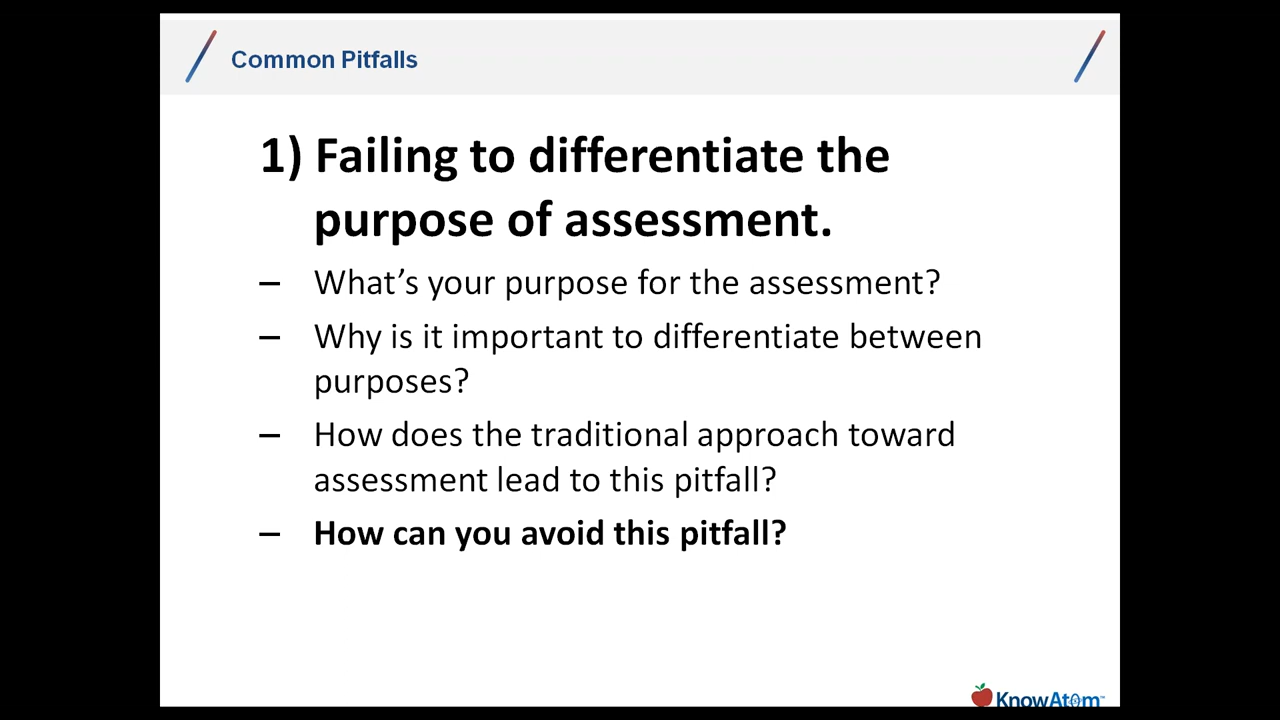 Common Pitfalls
1) Failing to differentiate the
purpose of assessment.
– What’s your purpose for the assessment?
– Why is it important to differentiate between
purposes?
– How does the traditional approach toward
assessment lead to this pitfall?
– How can you avoid this pitfall?
KnowAtom™